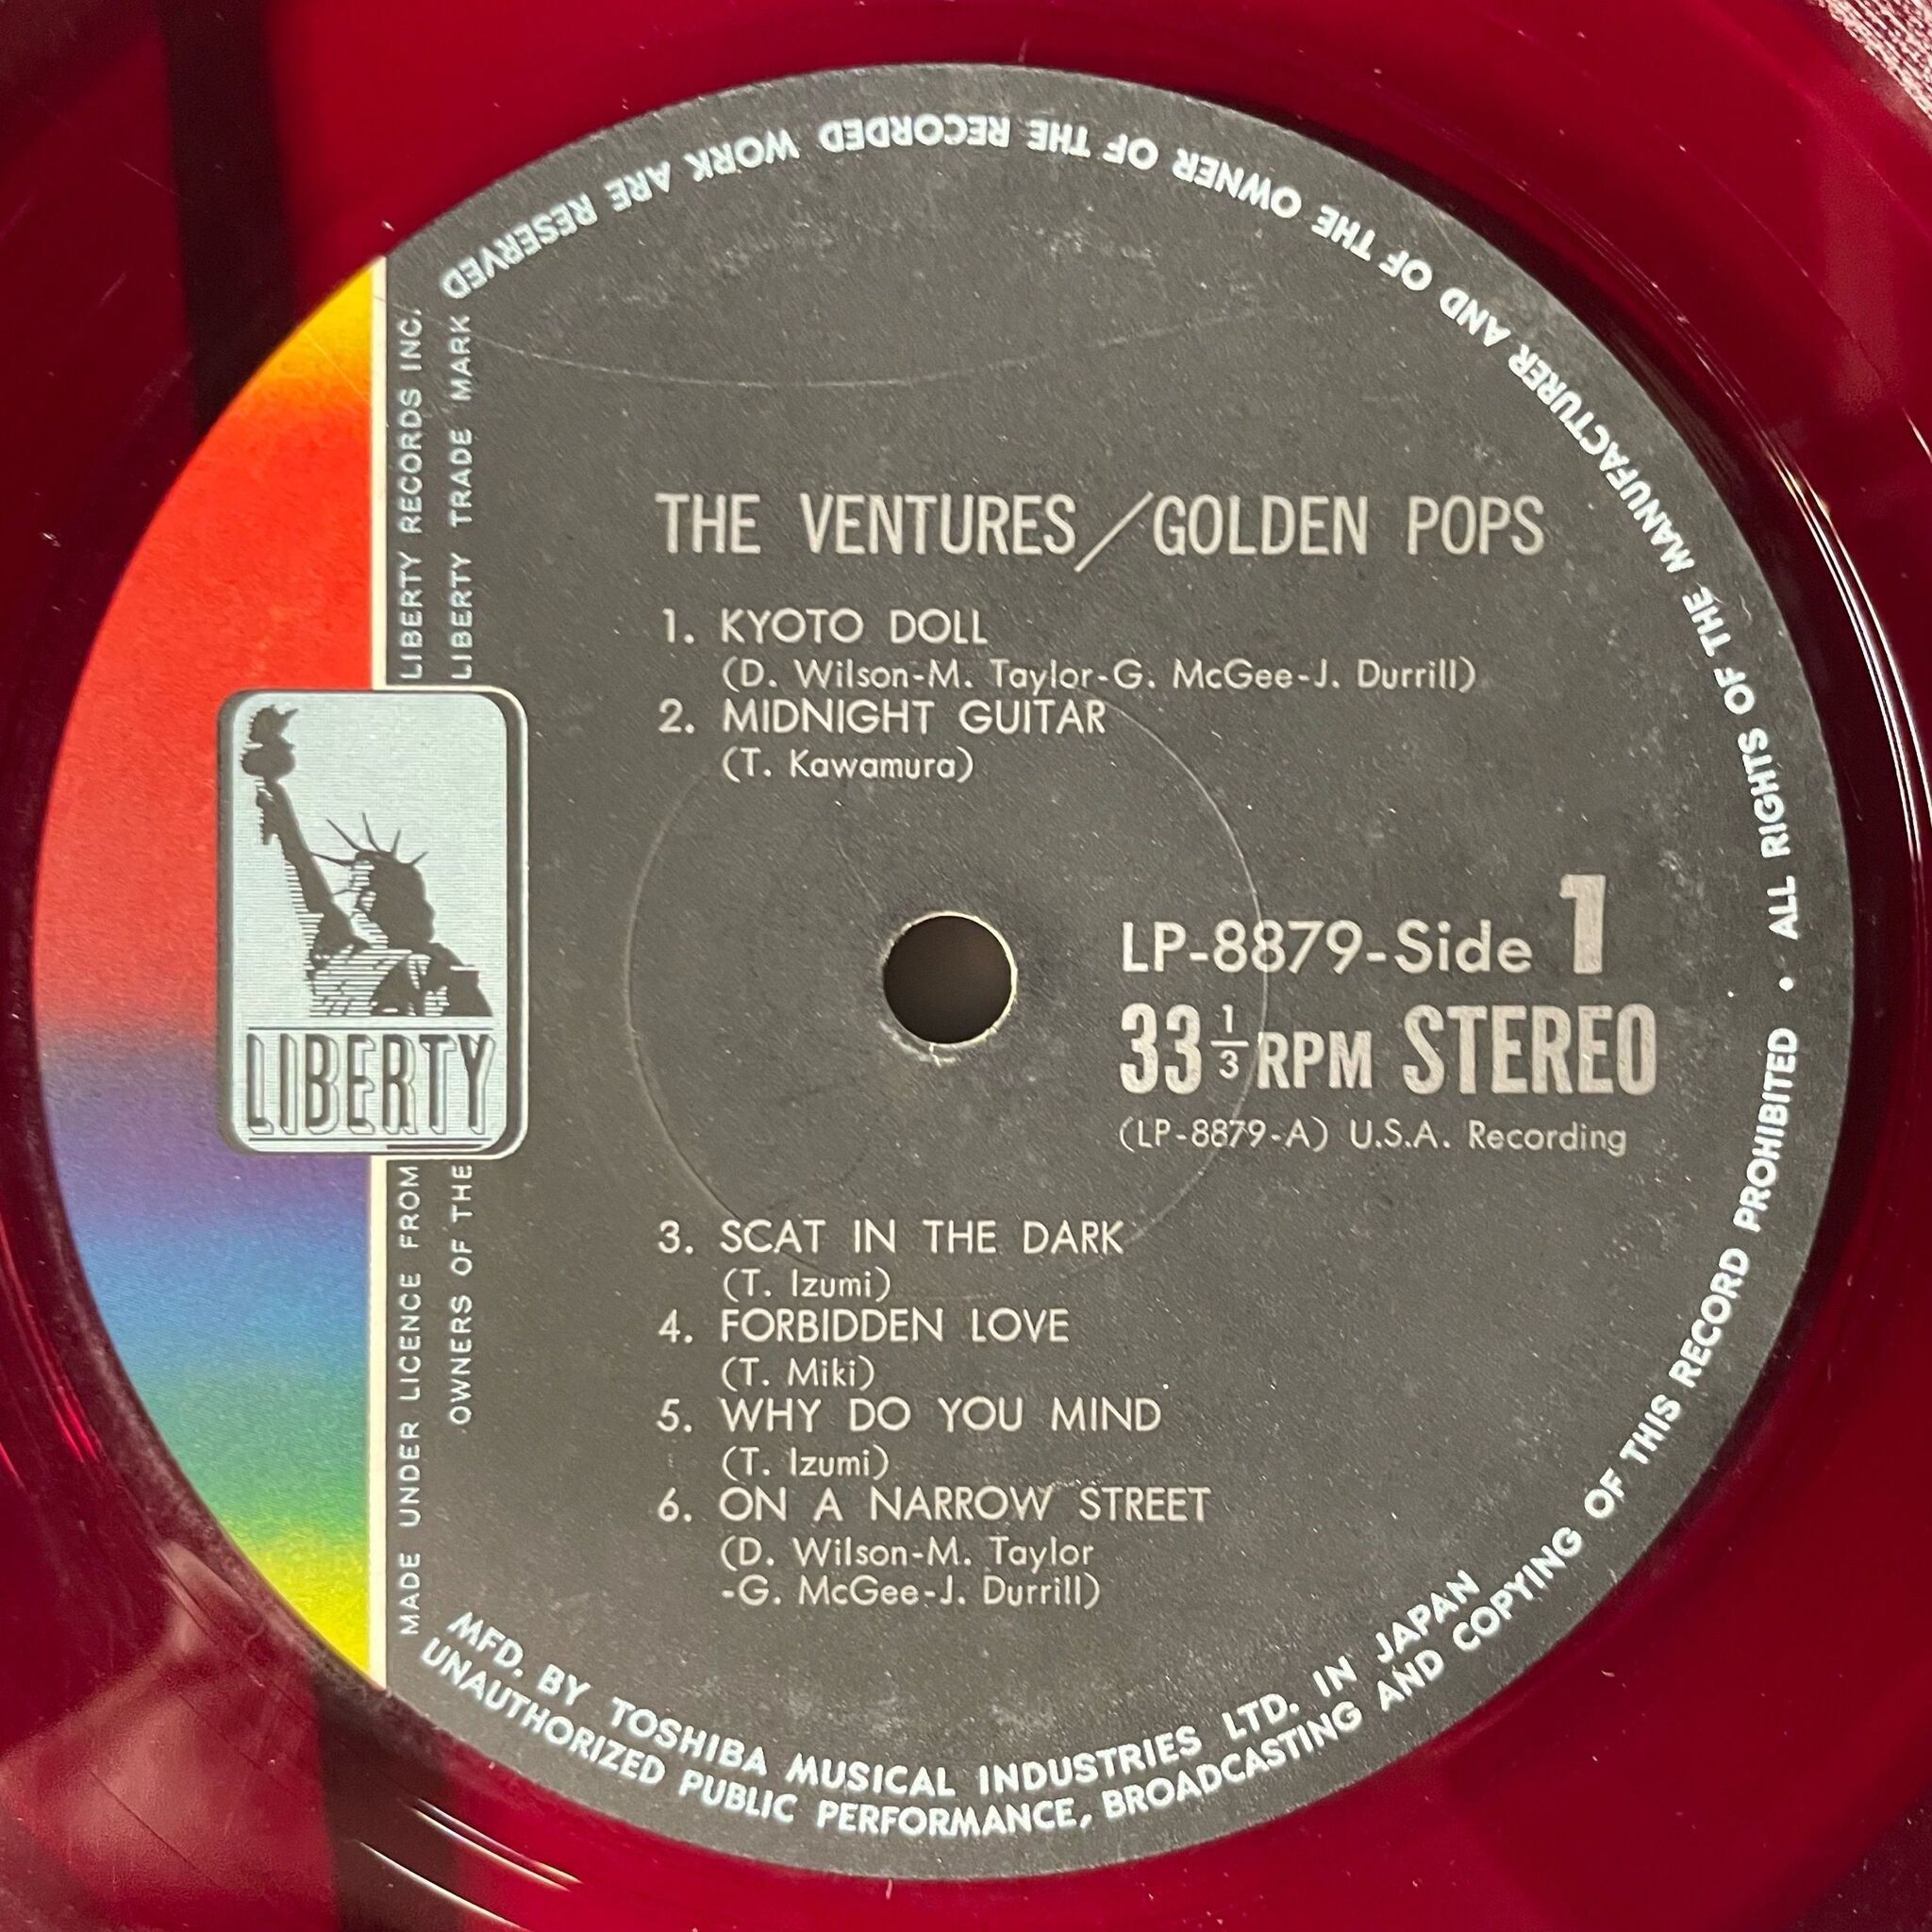 THE VENTURES/GOLDEN POPS
1. KYOTO DOLL
(D. Wilson-M. Taylor-G. McGee-J. Durrill)
2. MIDNIGHT GUITAR
(T. Kawamura)
LP-8879-Side 1
33 1/3 RPM STEREO
(LP-8879-A) U.S.A. Recording
3. SCAT IN THE DARK
(T. Izumi)
4. FORBIDDEN LOVE
(T. Miki)
5. WHY DO YOU MIND
(T. Izumi)
6. ON A NARROW STREET
(D. Wilson-M. Taylor
-G. McGee-J. Durrill)
LIBERTY
MADE UNDER LICENCE FROM LIBERTY RECORDS INC.
OWNERS OF THE LIBERTY TRADE MARK
MFD. BY TOSHIBA MUSICAL INDUSTRIES LTD. IN JAPAN
UNAUTHORIZED PUBLIC PERFORMANCE, BROADCASTING AND COPYING OF THIS RECORD PROHIBITED • ALL RIGHTS OF THE MANUFACTURER AND OF THE OWNER OF THE RECORDED WORK ARE RESERVED